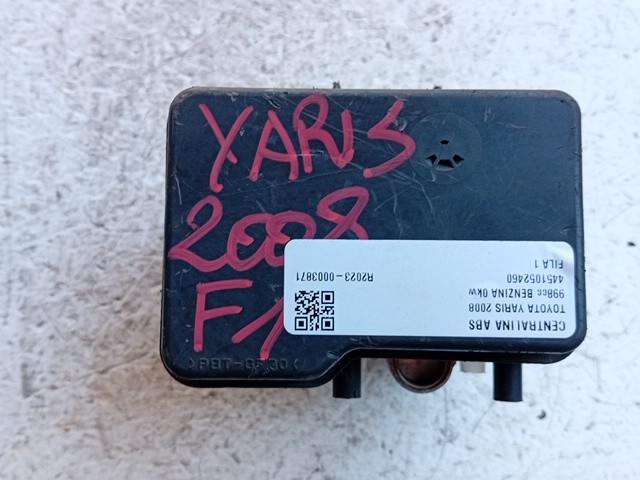 YARIS
2008
F1
CENTRALINA ABS
TOYOTA YARIS 2008
998cc BENZINA 0kw
4451052460
FILA 1
R2023-0003871
>PBT-GF30<